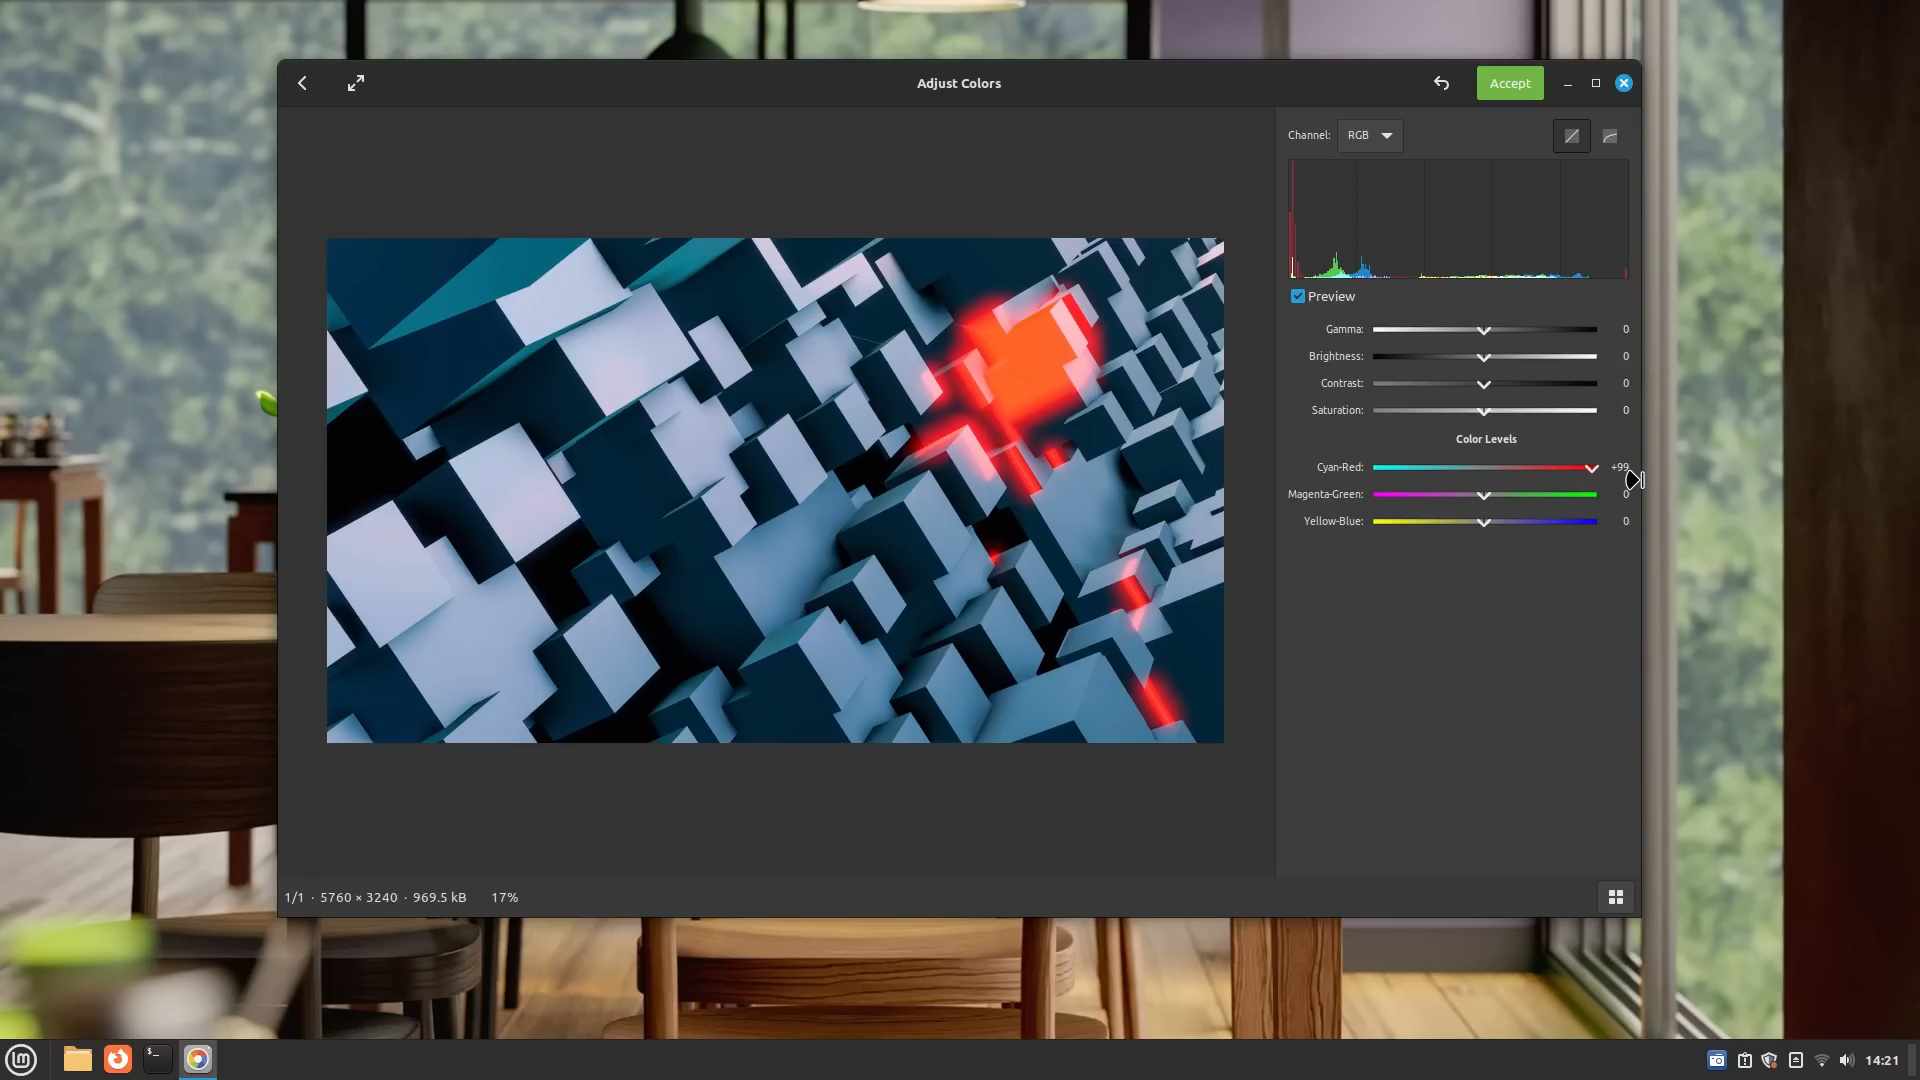 Adjust Colors
Accept
Channel: RGB
Preview
Gamma: 0
Brightness: 0
Contrast: 0
Saturation: 0
Color Levels
Cyan-Red: +99
Magenta-Green: 0
Yellow-Blue: 0
1/1 · 5760 × 3240 · 969.5 kB 17%
lm $_ 14:21